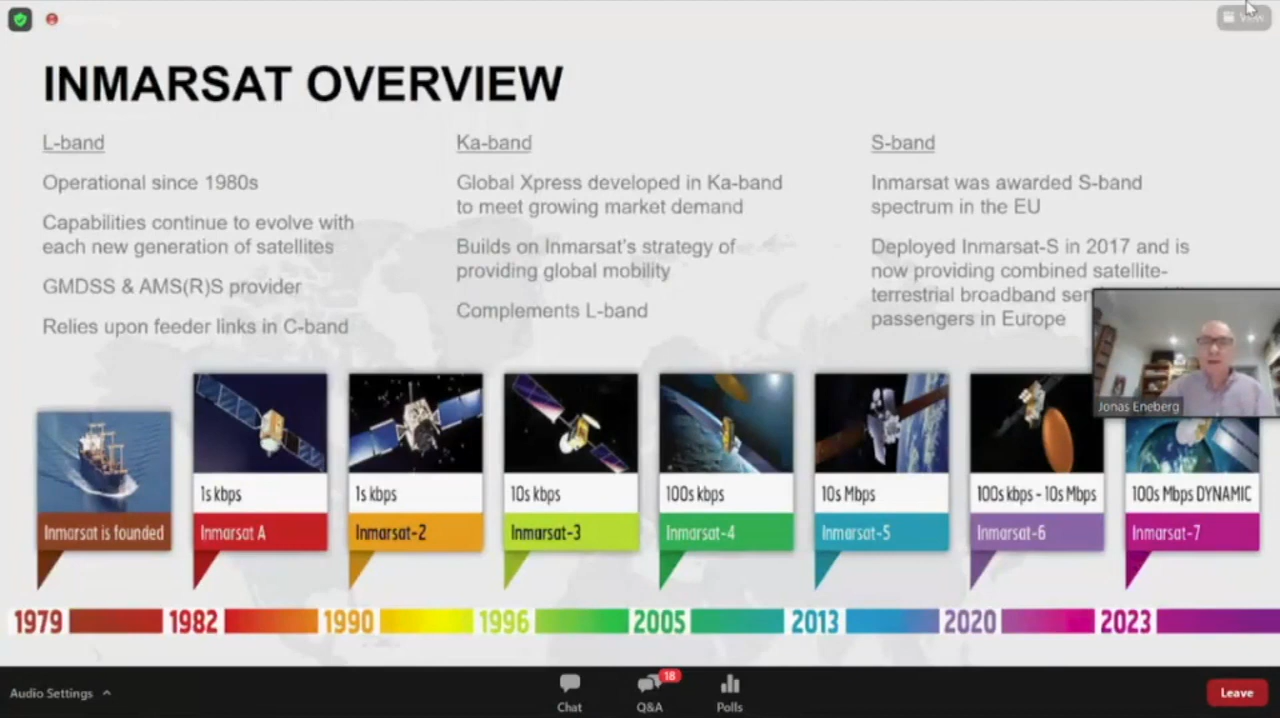 View
INMARSAT OVERVIEW
L-band
Operational since 1980s
Capabilities continue to evolve with
each new generation of satellites
GMDSS & AMS(R)S provider
Relies upon feeder links in C-band
Ka-band
Global Xpress developed in Ka-band
to meet growing market demand
Builds on Inmarsat's strategy of
providing global mobility
Complements L-band
S-band
Inmarsat was awarded S-band
spectrum in the EU
Deployed Inmarsat-S in 2017 and is
now providing combined satellite-
terrestrial broadband
passengers in Europe
Jonas Eneberg
1s kbps
1s kbps
10s kbps
100s kbps
10s Mbps
100s kbps - 10s Mbps
100s Mbps DYNAMIC
Inmarsat is founded
Inmarsat A
Inmarsat-2
Inmarsat-3
Inmarsat-4
Inmarsat-5
Inmarsat-6
Inmarsat-7
1979
1982
1990
1996
2005
2013
2020
2023
Audio Settings
Chat
Q&A
18
Polls
Leave